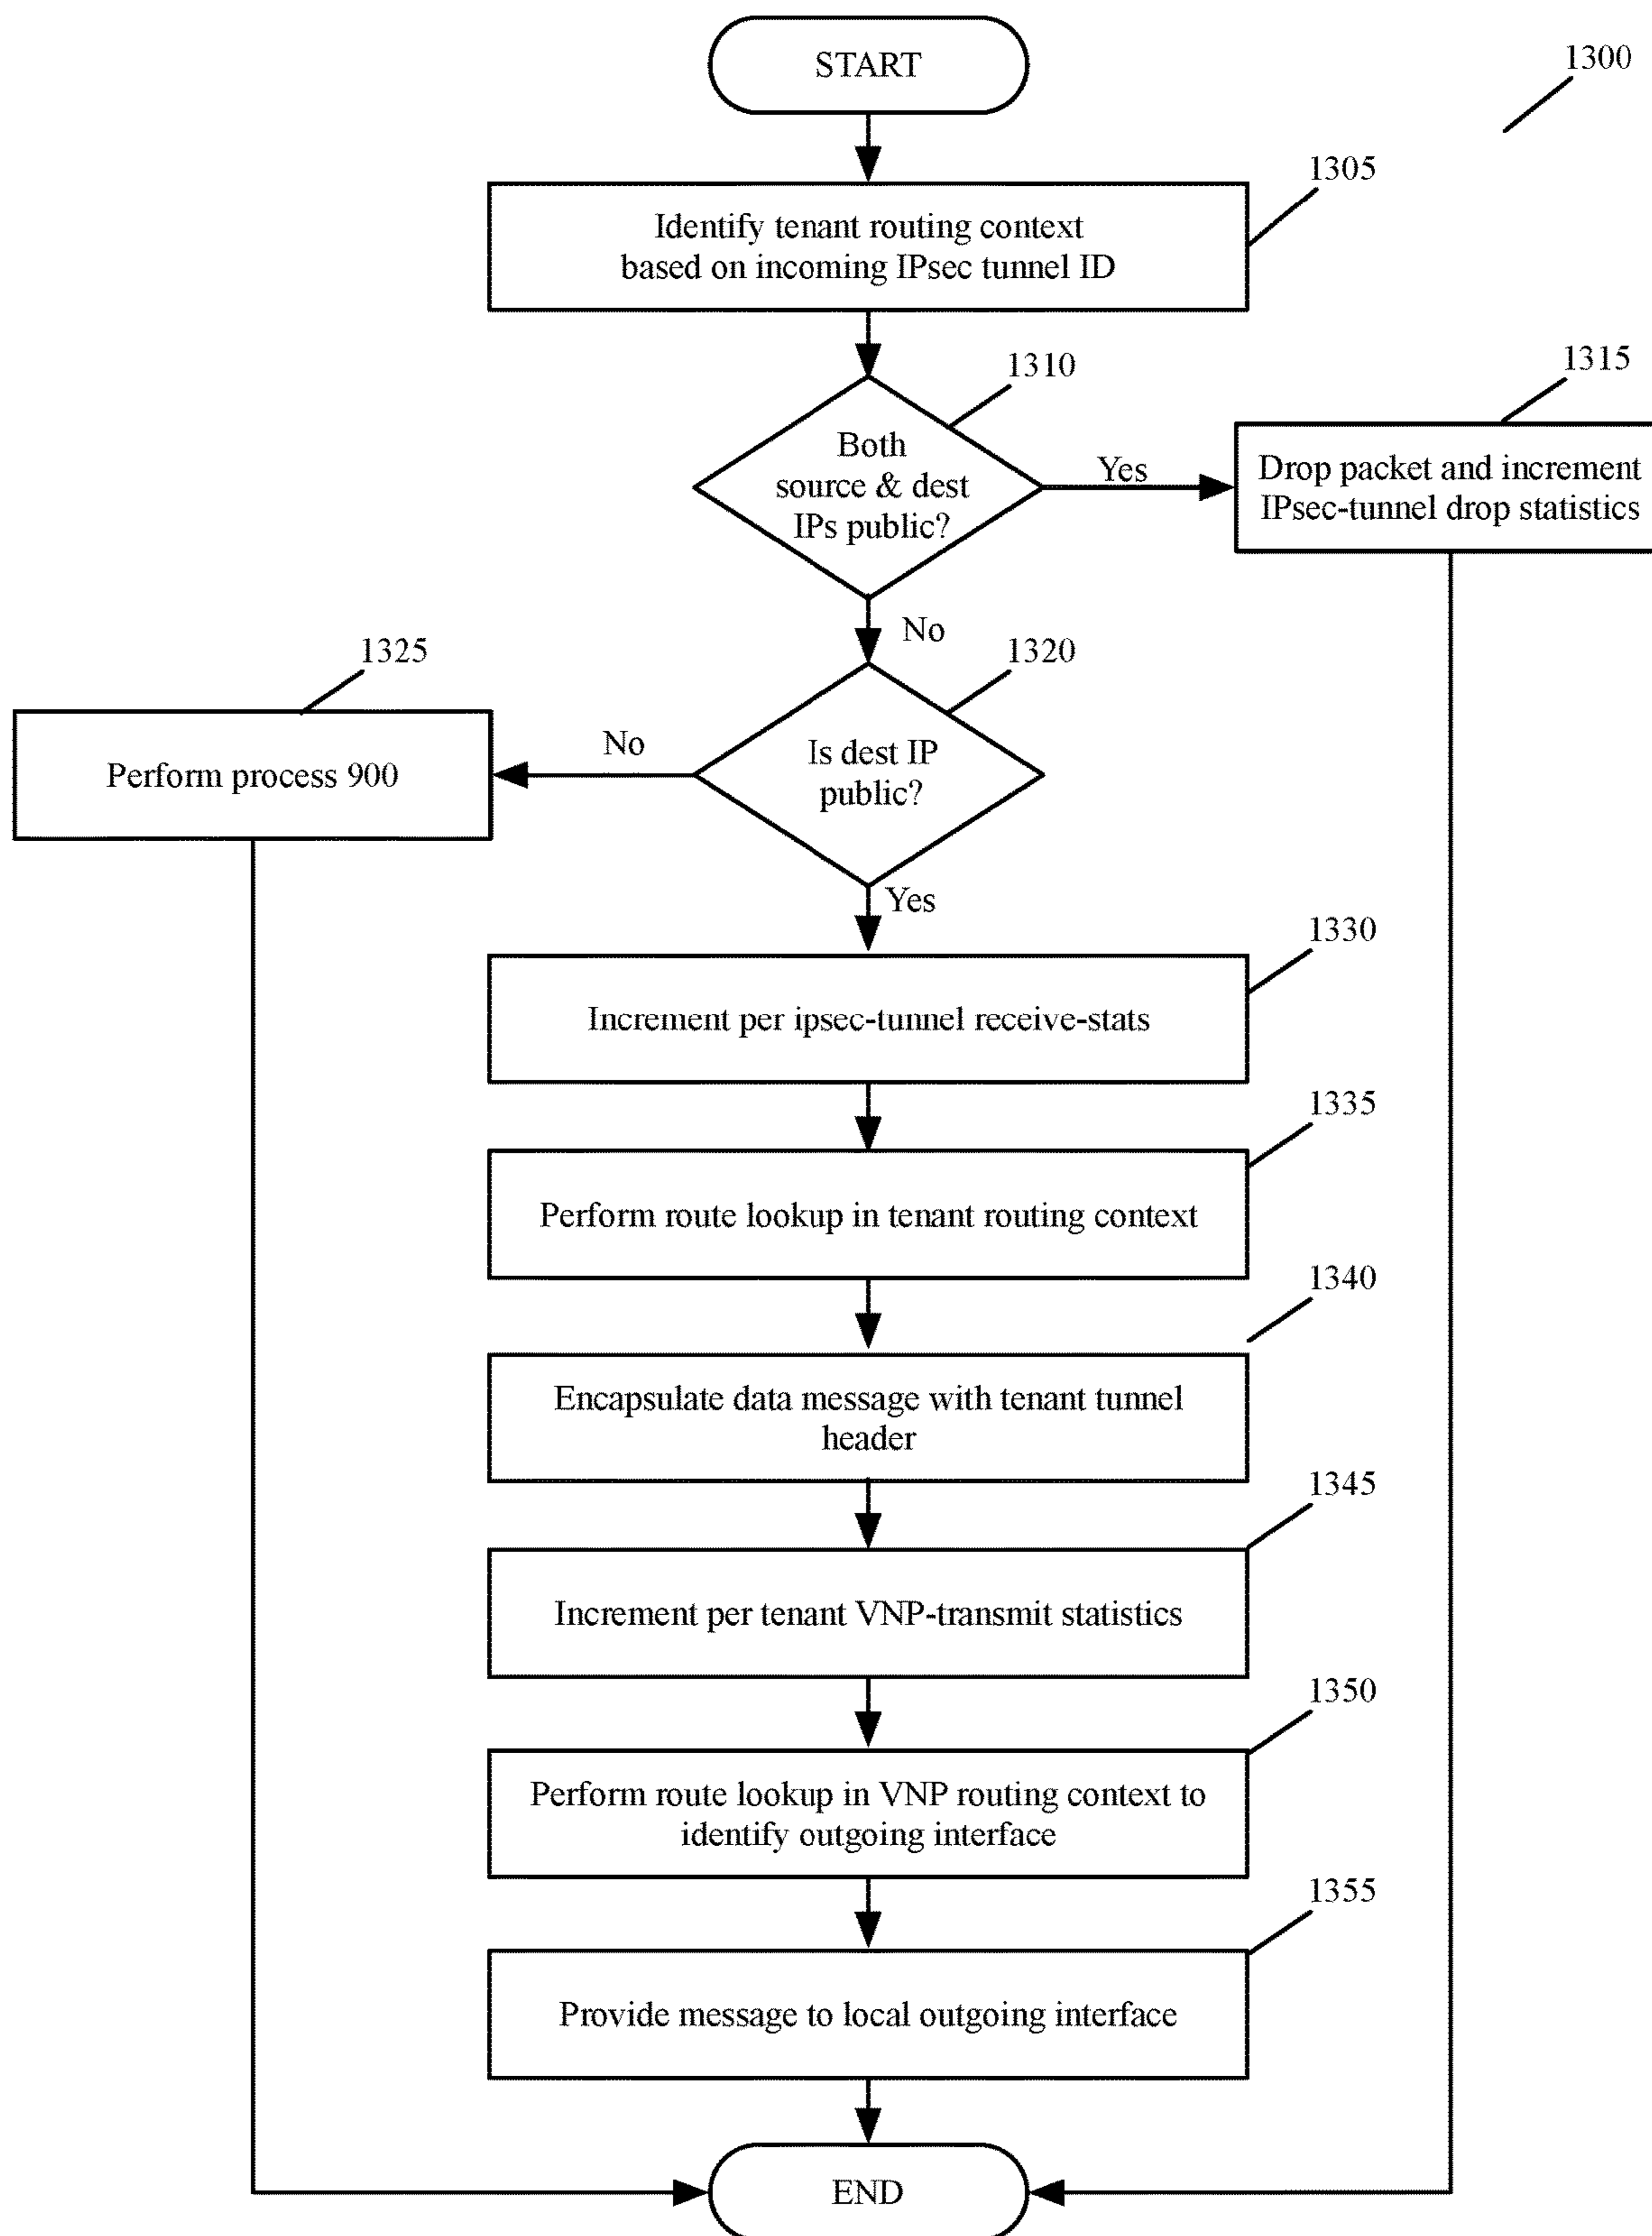 START
1300
1305
Identify tenant routing context
based on incoming IPsec tunnel ID
1310
1315
Both
source & dest
IPs public?
Yes
Drop packet and increment
IPsec-tunnel drop statistics
No
1320
1325
No
Is dest IP
public?
Perform process 900
Yes
1330
Increment per ipsec-tunnel receive-stats
1335
Perform route lookup in tenant routing context
1340
Encapsulate data message with tenant tunnel
header
1345
Increment per tenant VNP-transmit statistics
1350
Perform route lookup in VNP routing context to
identify outgoing interface
1355
Provide message to local outgoing interface
END